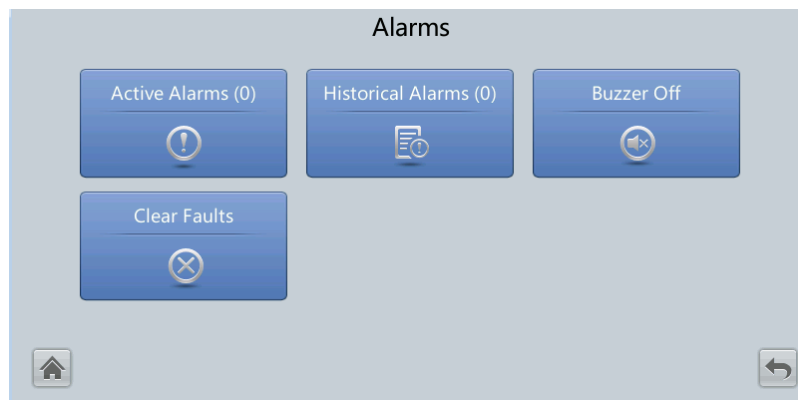 Alarms
Active Alarms (0)
Historical Alarms (0)
Buzzer Off
Clear Faults